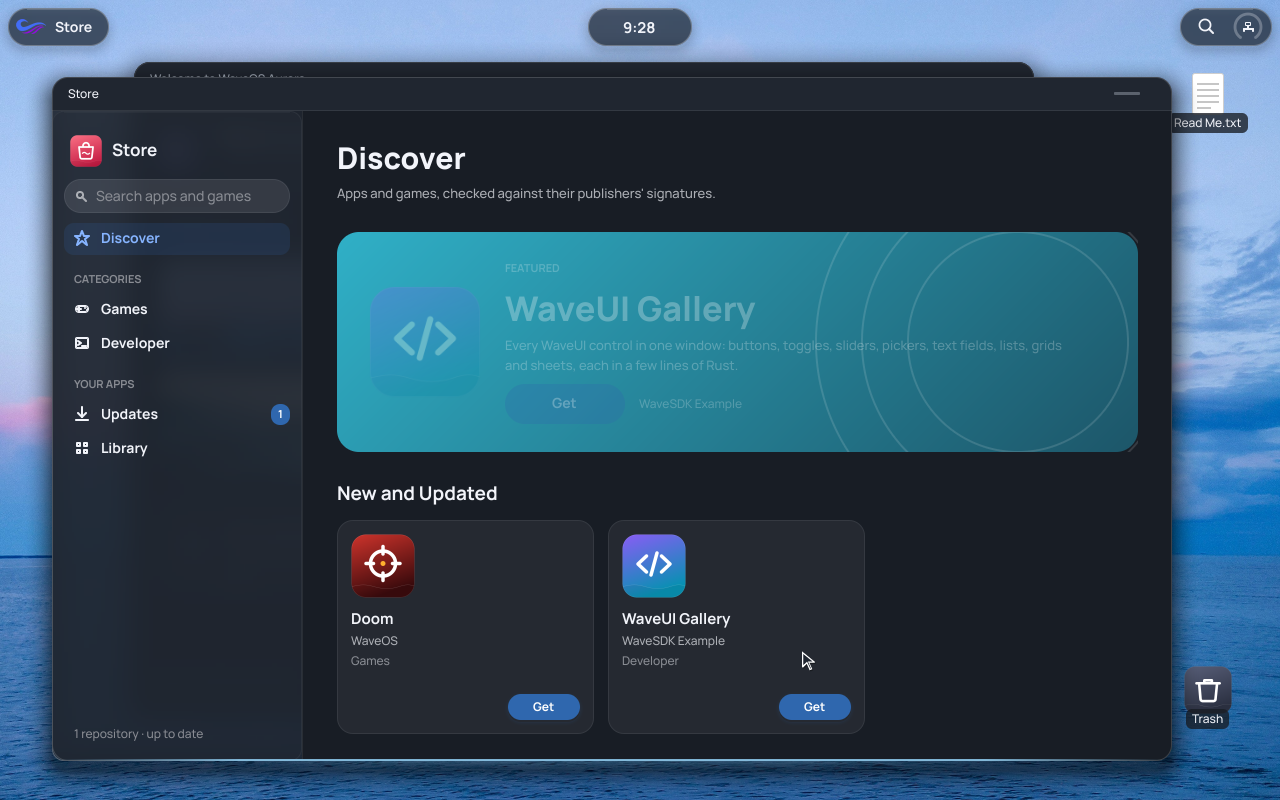 Store
9:28
Welcome to WaveOS Aurora
Store
Read Me.txt
Store
Search apps and games
Discover
CATEGORIES
Games
Developer
YOUR APPS
Updates
1
Library
1 repository · up to date
Discover
Apps and games, checked against their publishers' signatures.
FEATURED
WaveUI Gallery
Every WaveUI control in one window: buttons, toggles, sliders, pickers, text fields, lists, grids
and sheets, each in a few lines of Rust.
Get
WaveSDK Example
New and Updated
Doom
WaveOS
Games
Get
WaveUI Gallery
WaveSDK Example
Developer
Get
Trash